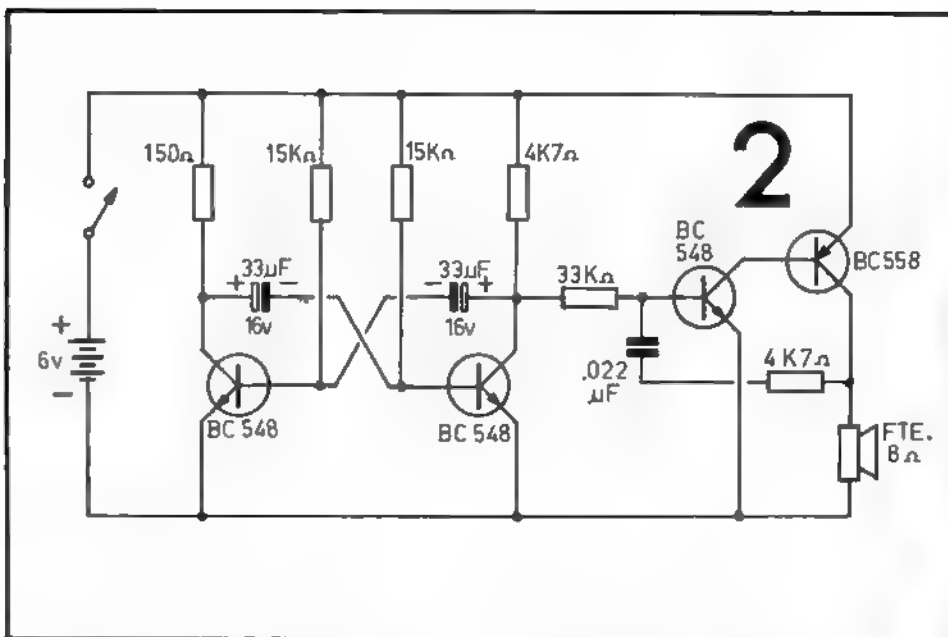 2
150Ω
15KΩ
15KΩ
4K7Ω
BC
548
BC558
+ 33µF −
16v
− 33µF +
16v
33KΩ
+
6v
−
.022
µF
4K7Ω
BC 548
BC 548
FTE.
8Ω